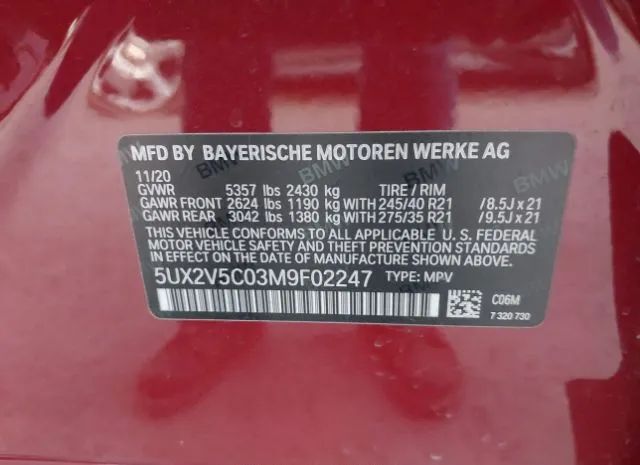 MFD BY BAYERISCHE MOTOREN WERKE AG
11/20
GVWR 5357 lbs 2430 kg TIRE / RIM
GAWR FRONT 2624 lbs 1190 kg WITH 245/40 R21 /8.5J x 21
GAWR REAR 3042 lbs 1380 kg WITH 275/35 R21 /9.5J x 21
THIS VEHICLE CONFORMS TO ALL APPLICABLE U. S. FEDERAL
MOTOR VEHICLE SAFETY, BUMPER, AND THEFT PREVENTION STANDARDS
IN EFFECT ON THE DATE OF MANUFACTURE SHOWN ABOVE.
5UX2V5C03M9F02247 TYPE: MPV
C06M
7 320 730